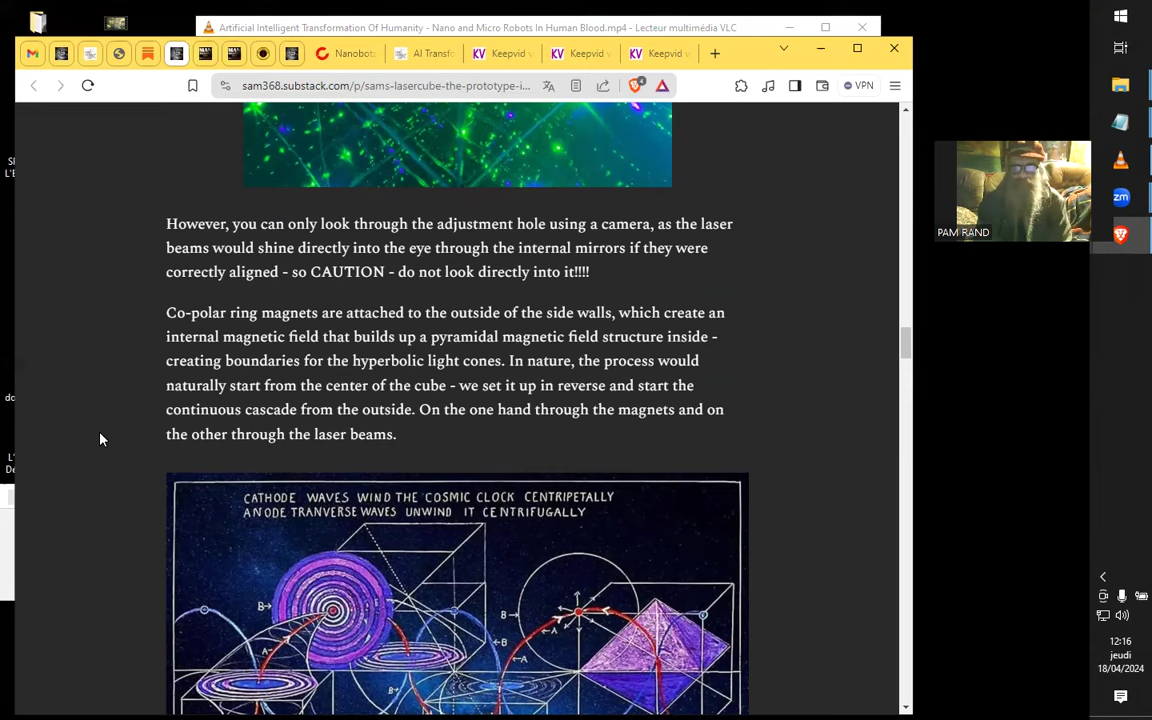 Artificial Intelligent Transformation Of Humanity - Nano and Micro Robots In Human Blood.mp4 - Lecteur multimédia VLC
Nanobots
AI Transfo
Keepvid v
Keepvid v
Keepvid v
sam368.substack.com/p/sams-lasercube-the-prototype-i...
4
VPN
However, you can only look through the adjustment hole using a camera, as the laser
beams would shine directly into the eye through the internal mirrors if they were
correctly aligned - so CAUTION - do not look directly into it!!!!
Co-polar ring magnets are attached to the outside of the side walls, which create an
internal magnetic field that builds up a pyramidal magnetic field structure inside -
creating boundaries for the hyperbolic light cones. In nature, the process would
naturally start from the center of the cube - we set it up in reverse and start the
continuous cascade from the outside. On the one hand through the magnets and on
the other through the laser beams.
CATHODE WAVES WIND THE COSMIC CLOCK CENTRIPETALLY
ANODE TRANVERSE WAVES UNWIND IT CENTRIFUGALLY
B
B
A
B
A
A
B
PAM RAND
zm
12:16
jeudi
18/04/2024